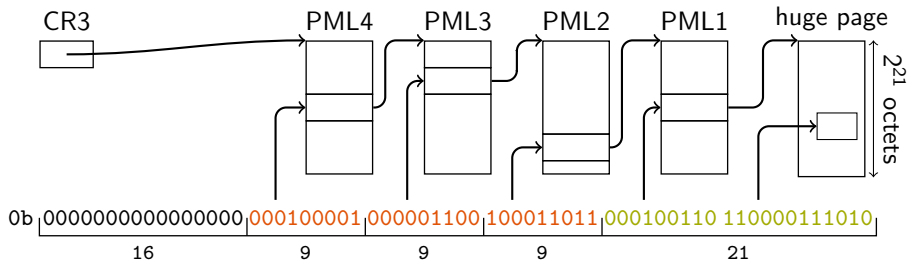 CR3 PML4 PML3 PML2 PML1 huge page
2²¹ octets
0b 0000000000000000 000100001 000001100 100011011 000100110 110000111010
16 9 9 9 21